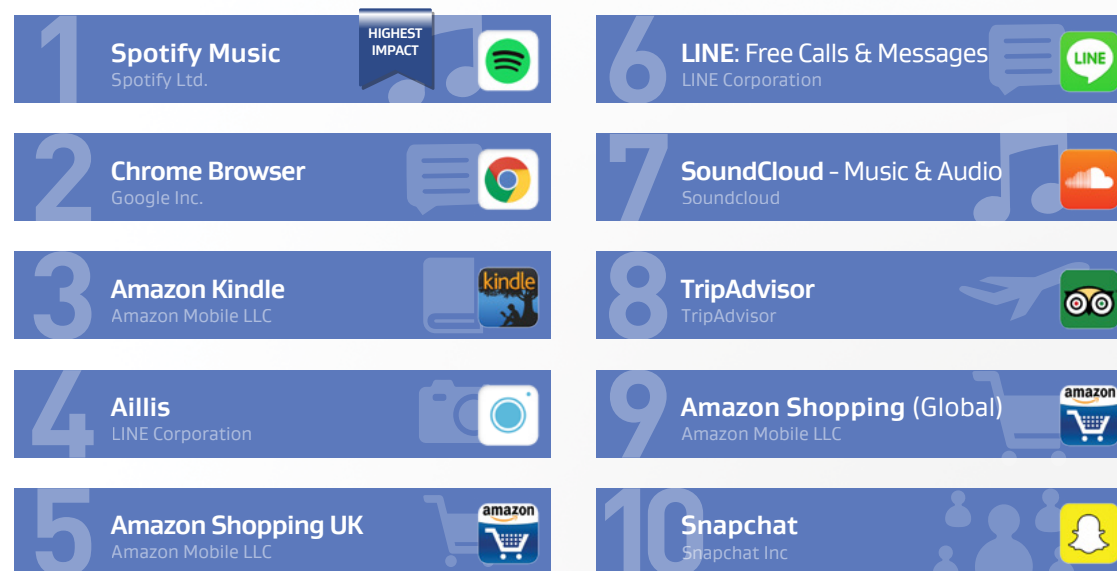 1
Spotify Music
Spotify Ltd.
HIGHEST
IMPACT
2
Chrome Browser
Google Inc.
3
Amazon Kindle
Amazon Mobile LLC
kindle
4
Aillis
LINE Corporation
5
Amazon Shopping UK
Amazon Mobile LLC
amazon
6
LINE: Free Calls & Messages
LINE Corporation
LINE
7
SoundCloud - Music & Audio
Soundcloud
8
TripAdvisor
TripAdvisor
9
Amazon Shopping (Global)
Amazon Mobile LLC
amazon
10
Snapchat
Snapchat Inc